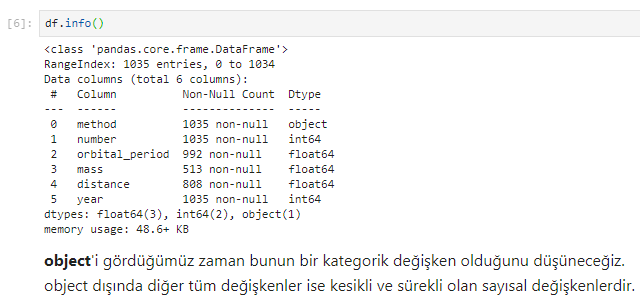 [6]: df.info()
<class 'pandas.core.frame.DataFrame'>
RangeIndex: 1035 entries, 0 to 1034
Data columns (total 6 columns):
 #   Column          Non-Null Count  Dtype
---  ------          --------------  -----
 0   method          1035 non-null   object
 1   number          1035 non-null   int64
 2   orbital_period  992 non-null    float64
 3   mass            513 non-null    float64
 4   distance        808 non-null    float64
 5   year            1035 non-null   int64
dtypes: float64(3), int64(2), object(1)
memory usage: 48.6+ KB
object'i gördüğümüz zaman bunun bir kategorik değişken olduğunu düşüneceğiz.
object dışında diğer tüm değişkenler ise kesikli ve sürekli olan sayısal değişkenlerdir.